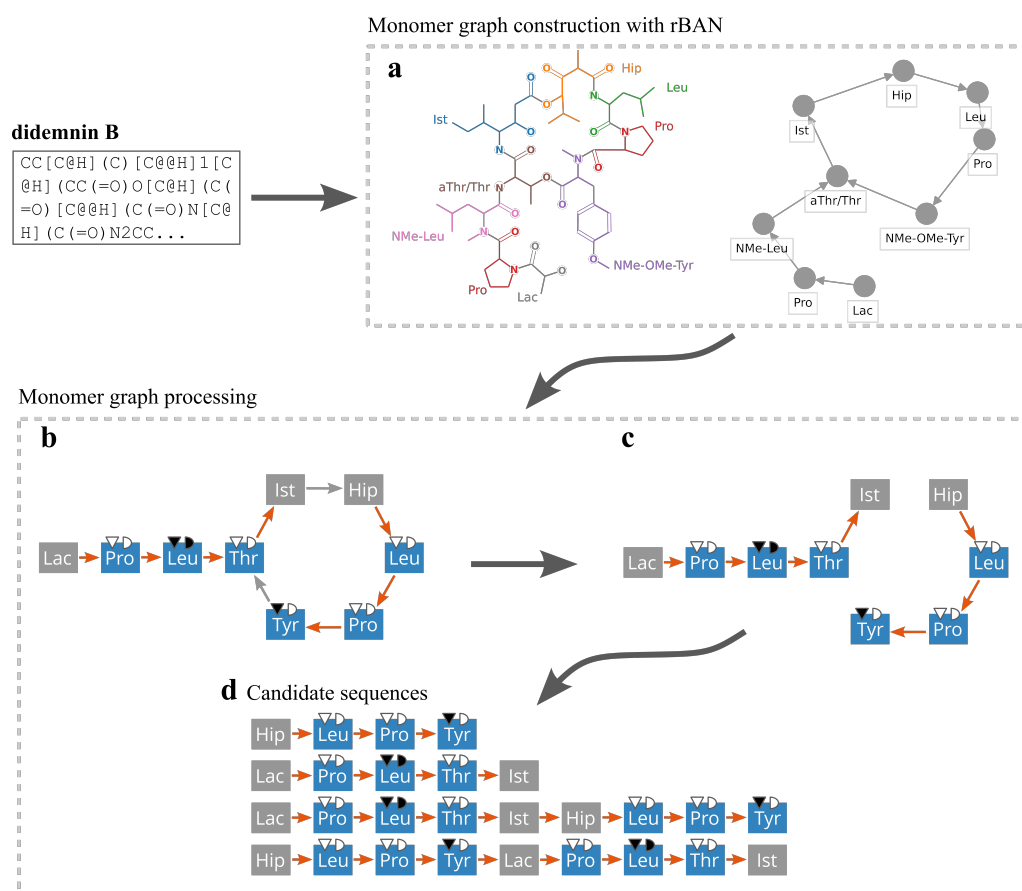 Monomer graph construction with rBAN
a
didemnin B
CC[C@H](C)[C@@H]1[C
@H](CC(=O)O[C@H](C(
=O)[C@@H](C(=O)N[C@
H](C(=O)N2CC...
O
O
O
Hip
O
O
N
Leu
Ist
O
O
N
Pro
N
O
N
N
O
O
O
aThr/Thr
N
O
O
NMe-Leu
N
O
O
O
NMe-OMe-Tyr
N
Pro
Lac
Hip
Leu
Ist
Pro
aThr/Thr
NMe-OMe-Tyr
NMe-Leu
Pro
Lac
Monomer graph processing
b
Ist Hip
Lac Pro Leu Thr Leu
Tyr Pro
c
Ist Hip
Lac Pro Leu Thr Leu
Tyr Pro
d Candidate sequences
Hip Leu Pro Tyr
Lac Pro Leu Thr Ist
Lac Pro Leu Thr Ist Hip Leu Pro Tyr
Hip Leu Pro Tyr Lac Pro Leu Thr Ist